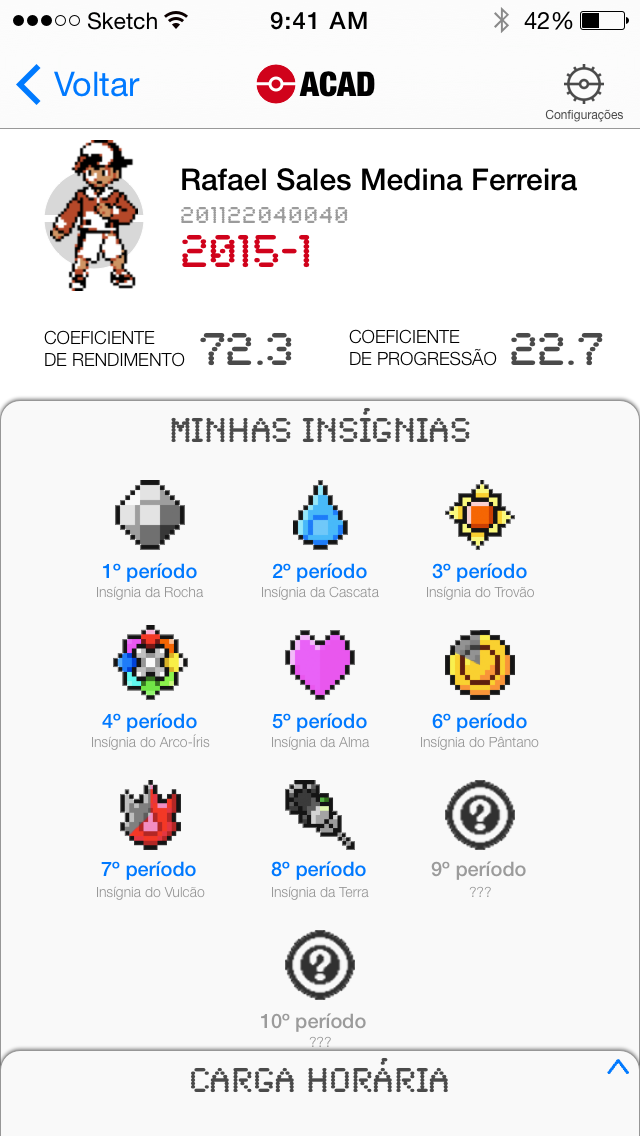 Sketch 9:41 AM 42%
Voltar ACAD
Configurações
Rafael Sales Medina Ferreira
201122040040
2015-1
COEFICIENTE DE RENDIMENTO 72.3
COEFICIENTE DE PROGRESSÃO 22.7
MINHAS INSÍGNIAS
1º período 2º período 3º período
Insígnia da Rocha Insígnia da Cascata Insígnia do Trovão
4º período 5º período 6º período
Insígnia do Arco-Íris Insígnia da Alma Insígnia do Pântano
7º período 8º período 9º período
Insígnia do Vulcão Insígnia da Terra ???
10º período
???
CARGA HORÁRIA